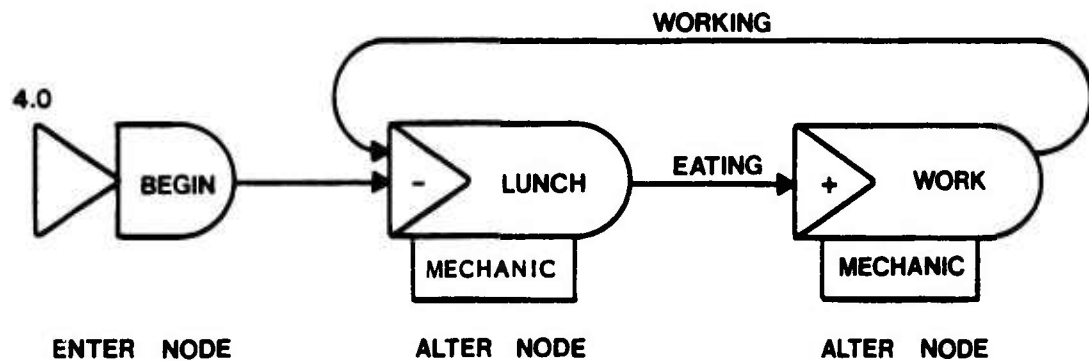 WORKING
4.0
BEGIN
-
LUNCH
EATING
+
WORK
MECHANIC
MECHANIC
ENTER NODE
ALTER NODE
ALTER NODE